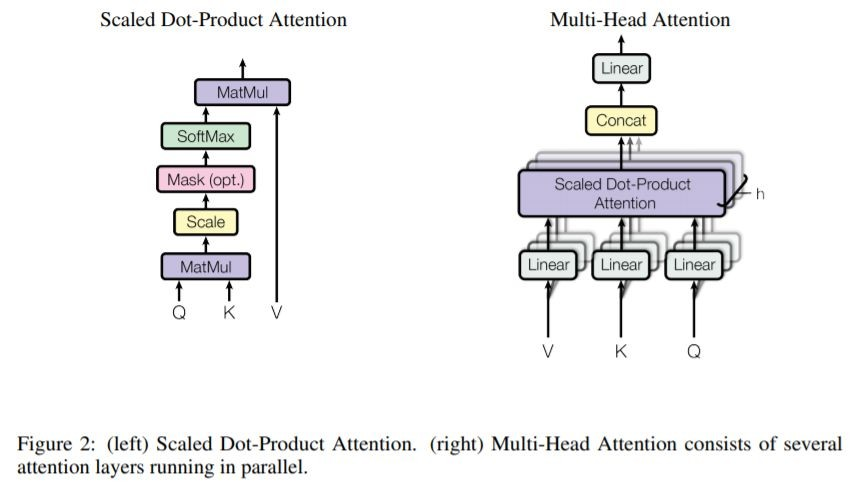 Scaled Dot-Product Attention
MatMul
SoftMax
Mask (opt.)
Scale
MatMul
Q K V
Multi-Head Attention
Linear
Concat
Scaled Dot-Product
Attention
h
Linear Linear Linear
V K Q
Figure 2: (left) Scaled Dot-Product Attention. (right) Multi-Head Attention consists of several
attention layers running in parallel.